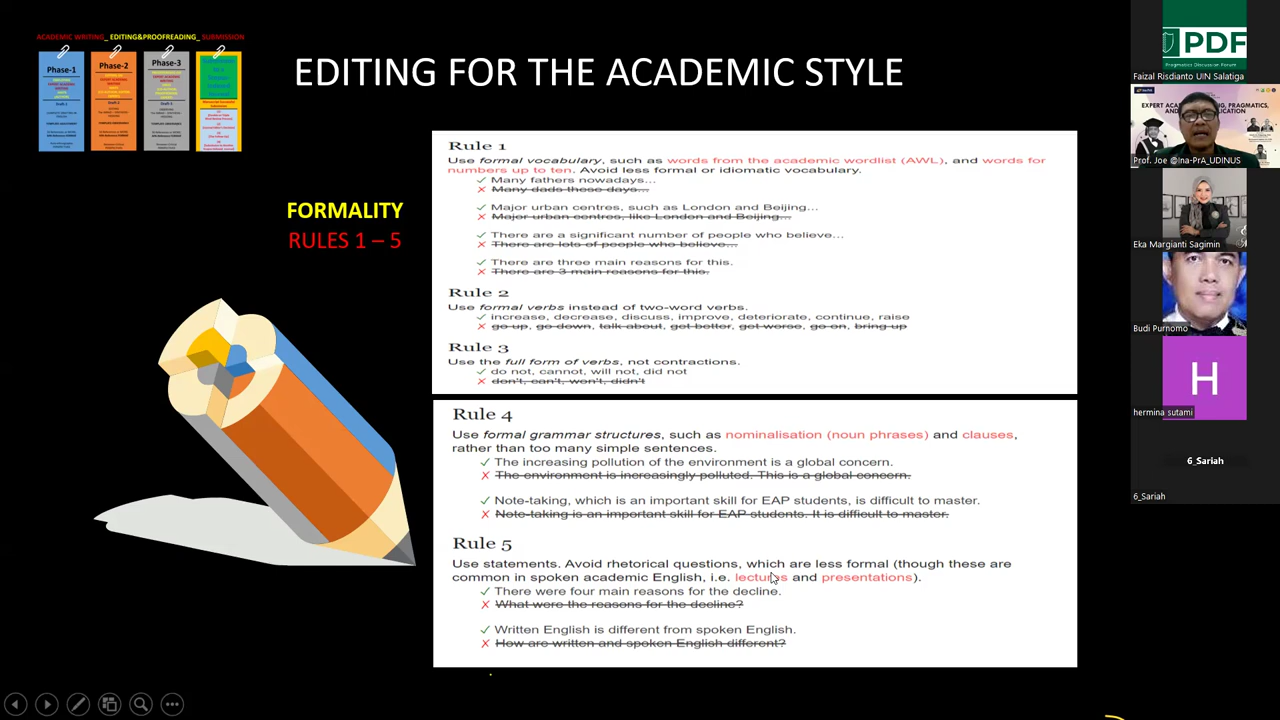 ACADEMIC WRITING_ EDITING&PROOFREADING_ SUBMISSION
Phase-1
Phase-2
Phase-3
Draft-1
Draft-2
Draft-3
EDITING FOR THE ACADEMIC STYLE
FORMALITY
RULES 1 – 5
Rule 1
Use formal vocabulary, such as words from the academic wordlist (AWL), and words for
numbers up to ten. Avoid less formal or idiomatic vocabulary.
✓ Many fathers nowadays…
✗ Many dads these days…
✓ Major urban centres, such as London and Beijing…
✗ Major urban centres, like London and Beijing…
✓ There are a significant number of people who believe…
✗ There are lots of people who believe…
✓ There are three main reasons for this.
✗ There are 3 main reasons for this.
Rule 2
Use formal verbs instead of two-word verbs.
✓ increase, decrease, discuss, improve, deteriorate, continue, raise
✗ go up, go down, talk about, get better, get worse, go on, bring up
Rule 3
Use the full form of verbs, not contractions.
✓ do not, cannot, will not, did not
✗ don't, can't, won't, didn't
Rule 4
Use formal grammar structures, such as nominalisation (noun phrases) and clauses,
rather than too many simple sentences.
✓ The increasing pollution of the environment is a global concern.
✗ The environment is increasingly polluted. This is a global concern.
✓ Note-taking, which is an important skill for EAP students, is difficult to master.
✗ Note-taking is an important skill for EAP students. It is difficult to master.
Rule 5
Use statements. Avoid rhetorical questions, which are less formal (though these are
common in spoken academic English, i.e. lectures and presentations).
✓ There were four main reasons for the decline.
✗ What were the reasons for the decline?
✓ Written English is different from spoken English.
✗ How are written and spoken English different?
PDF
Pragmatics Discussion Forum
Faizal Risdianto UIN Salatiga
Prof. Joe @Ina-PrA_UDINUS
Eka Margianti Sagimin
Budi Purnomo
H
hermina sutami
6_Sariah
6_Sariah